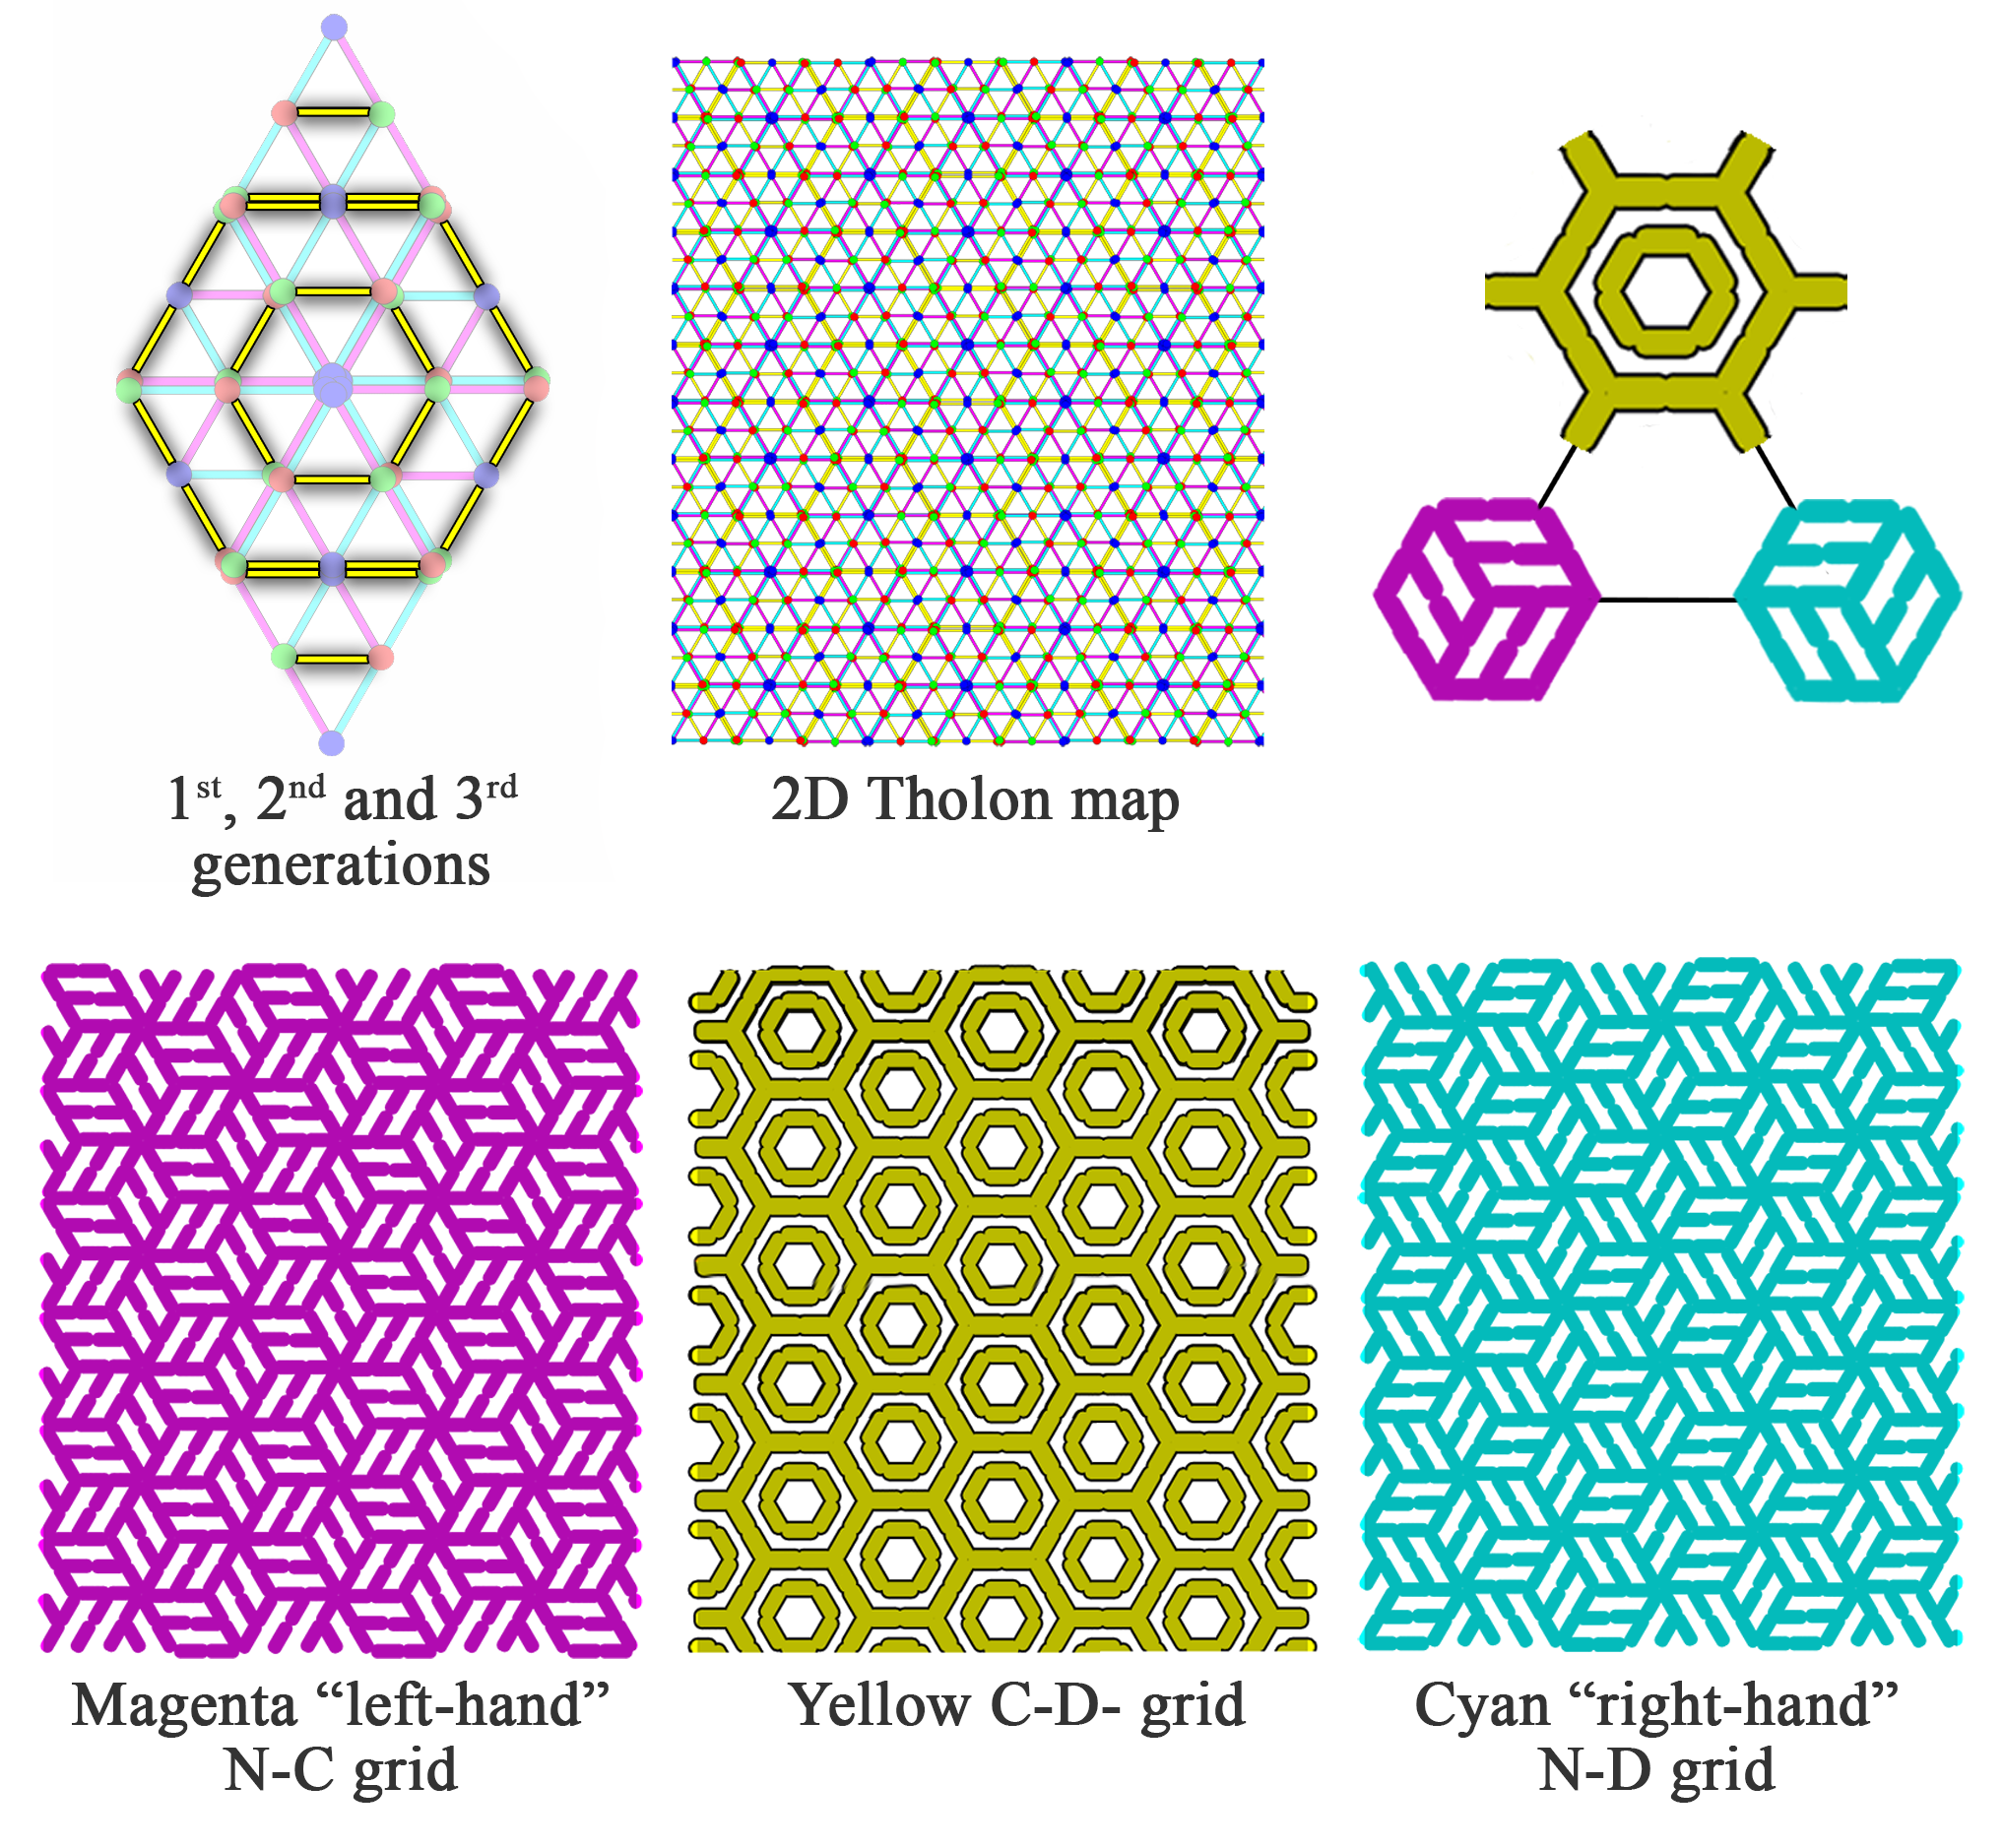 1st, 2nd and 3rd
generations
2D Tholon map
Magenta “left-hand”
N-C grid
Yellow C-D- grid
Cyan “right-hand”
N-D grid